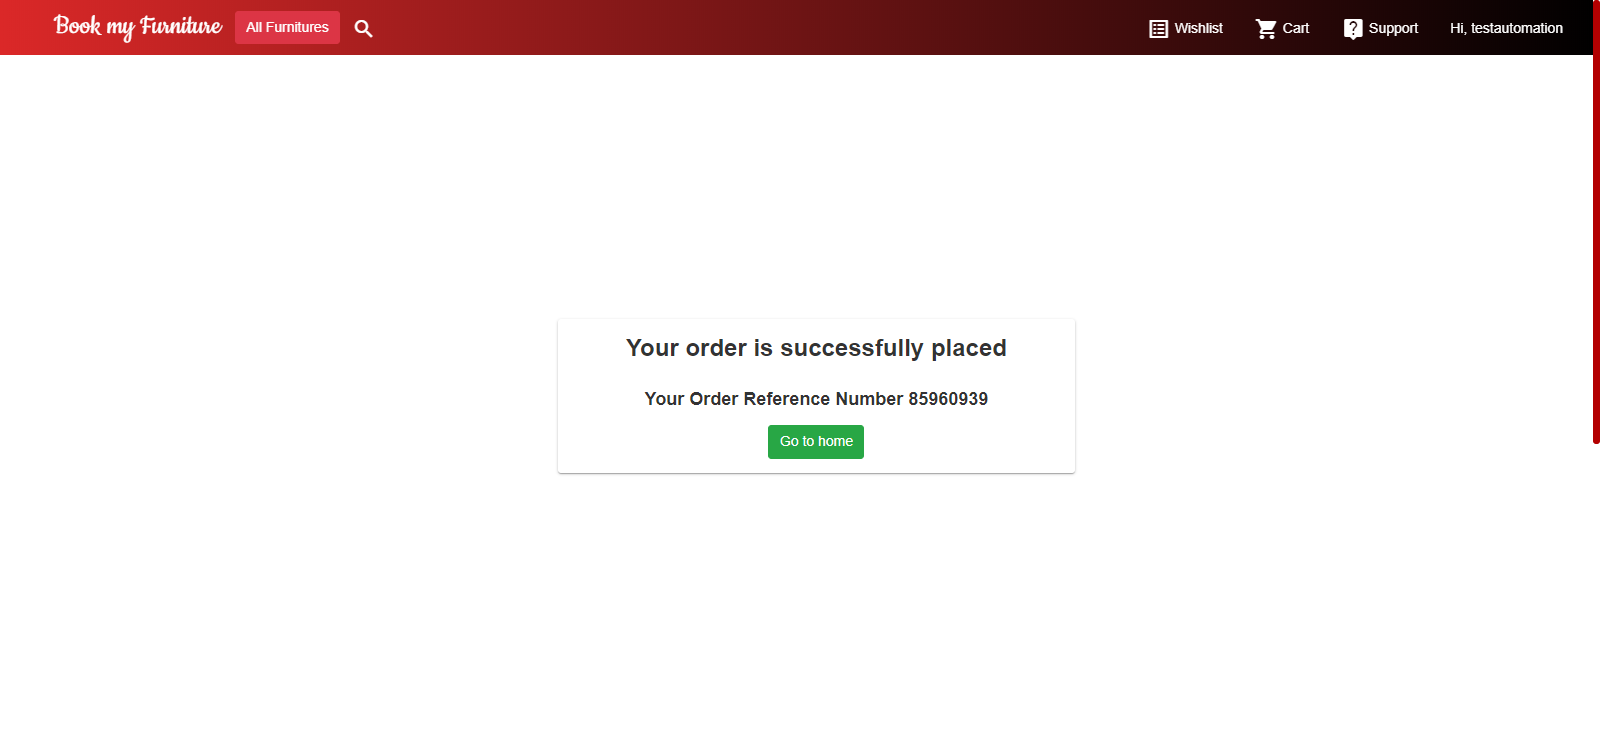 Book my Furniture All Furnitures Wishlist Cart Support Hi, testautomation
Your order is successfully placed
Your Order Reference Number 85960939
Go to home